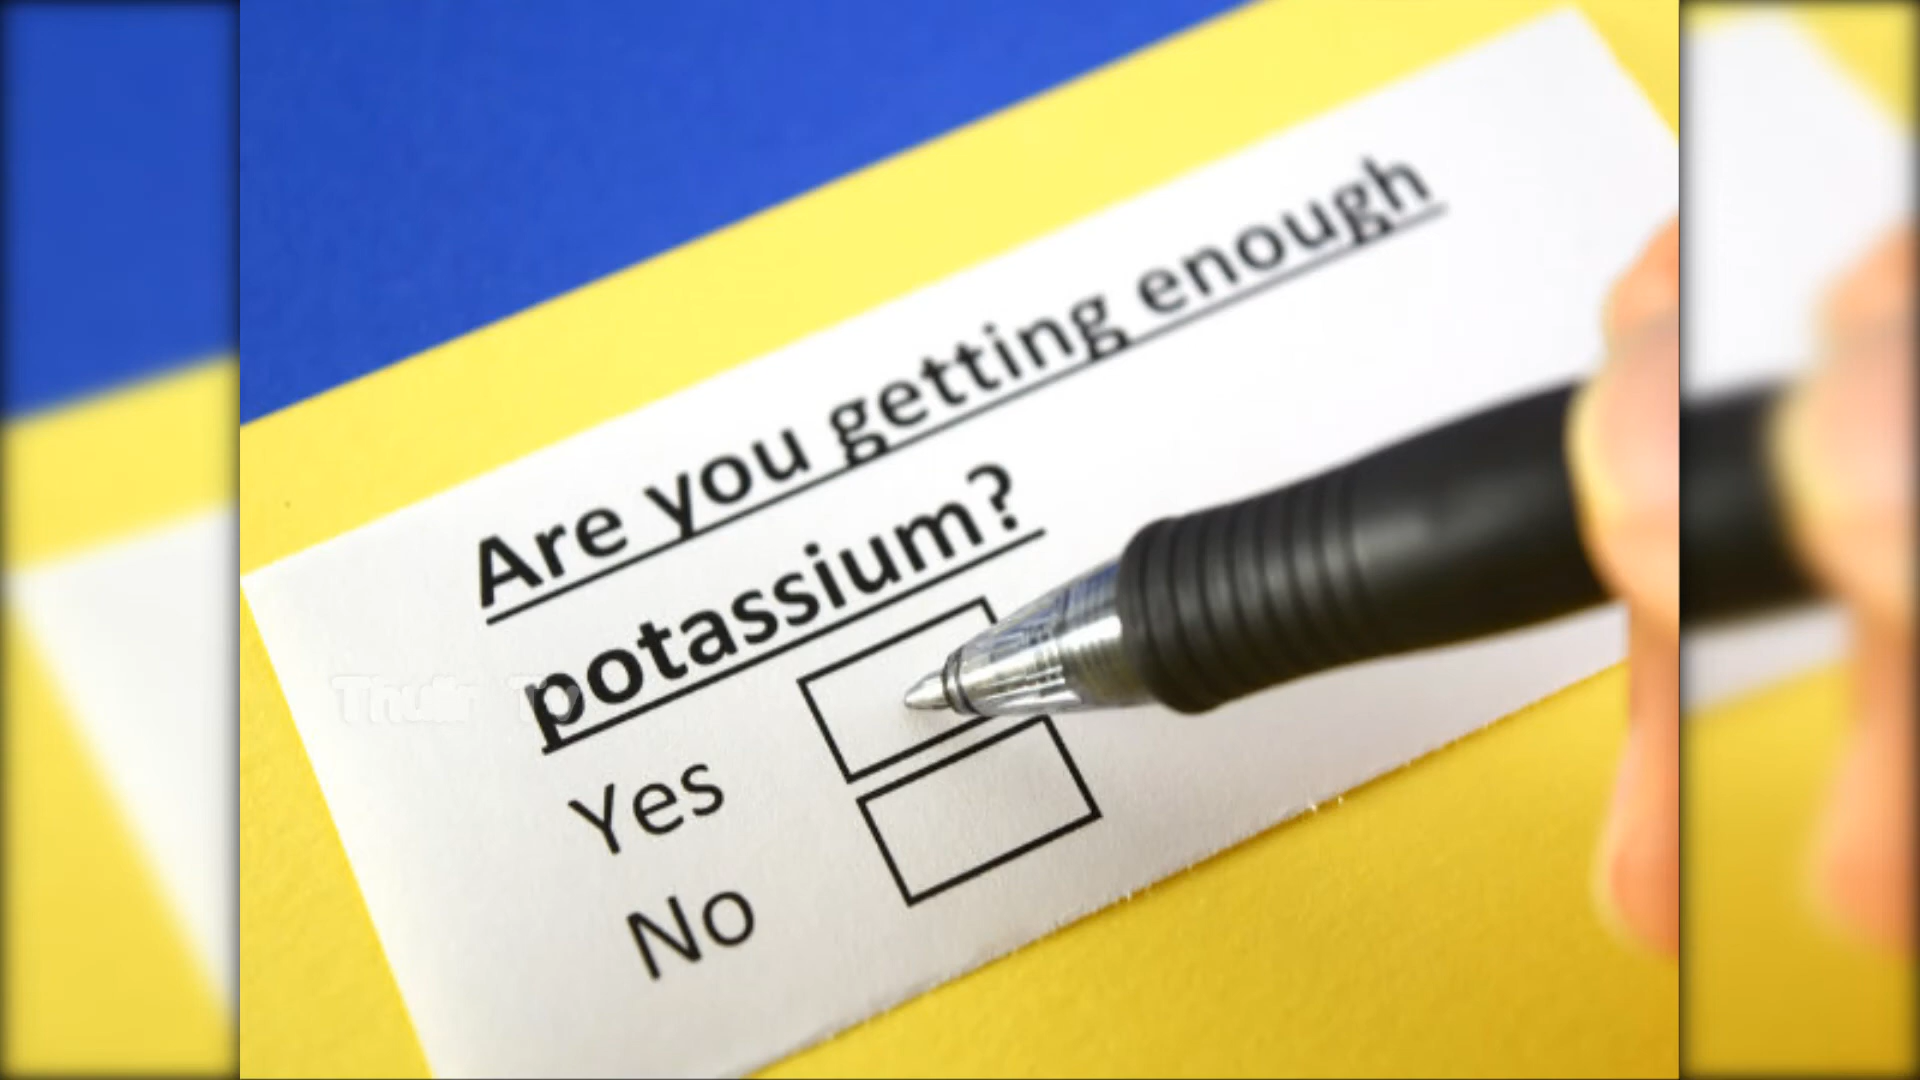 Are you getting enough
potassium?
Yes
No